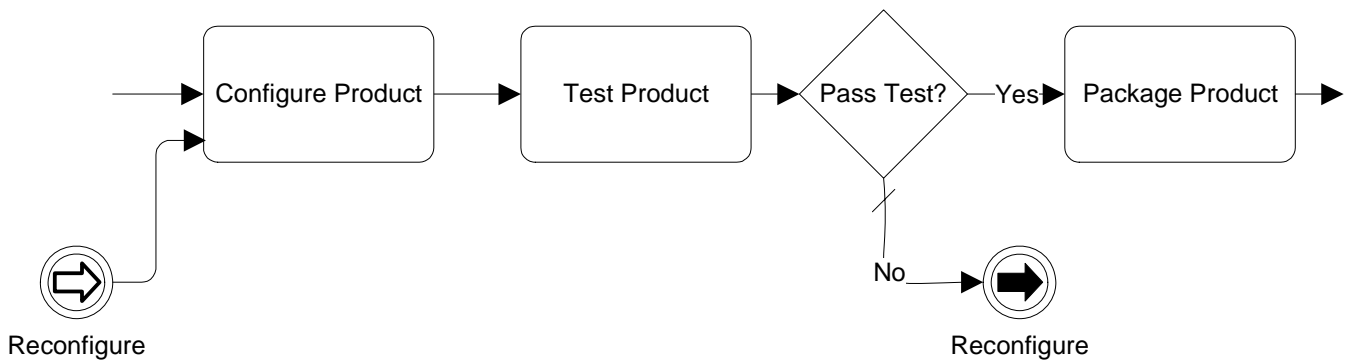 Configure Product
Test Product
Pass Test?
Yes
Package Product
No
Reconfigure
Reconfigure